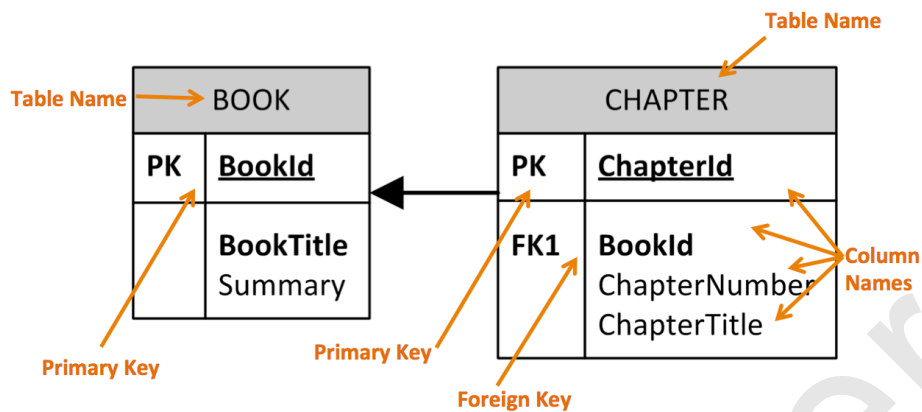 Table Name
Table Name
BOOK
PK BookId
BookTitle
Summary
CHAPTER
PK ChapterId
FK1 BookId
ChapterNumber
ChapterTitle
Column
Names
Primary Key
Primary Key
Foreign Key